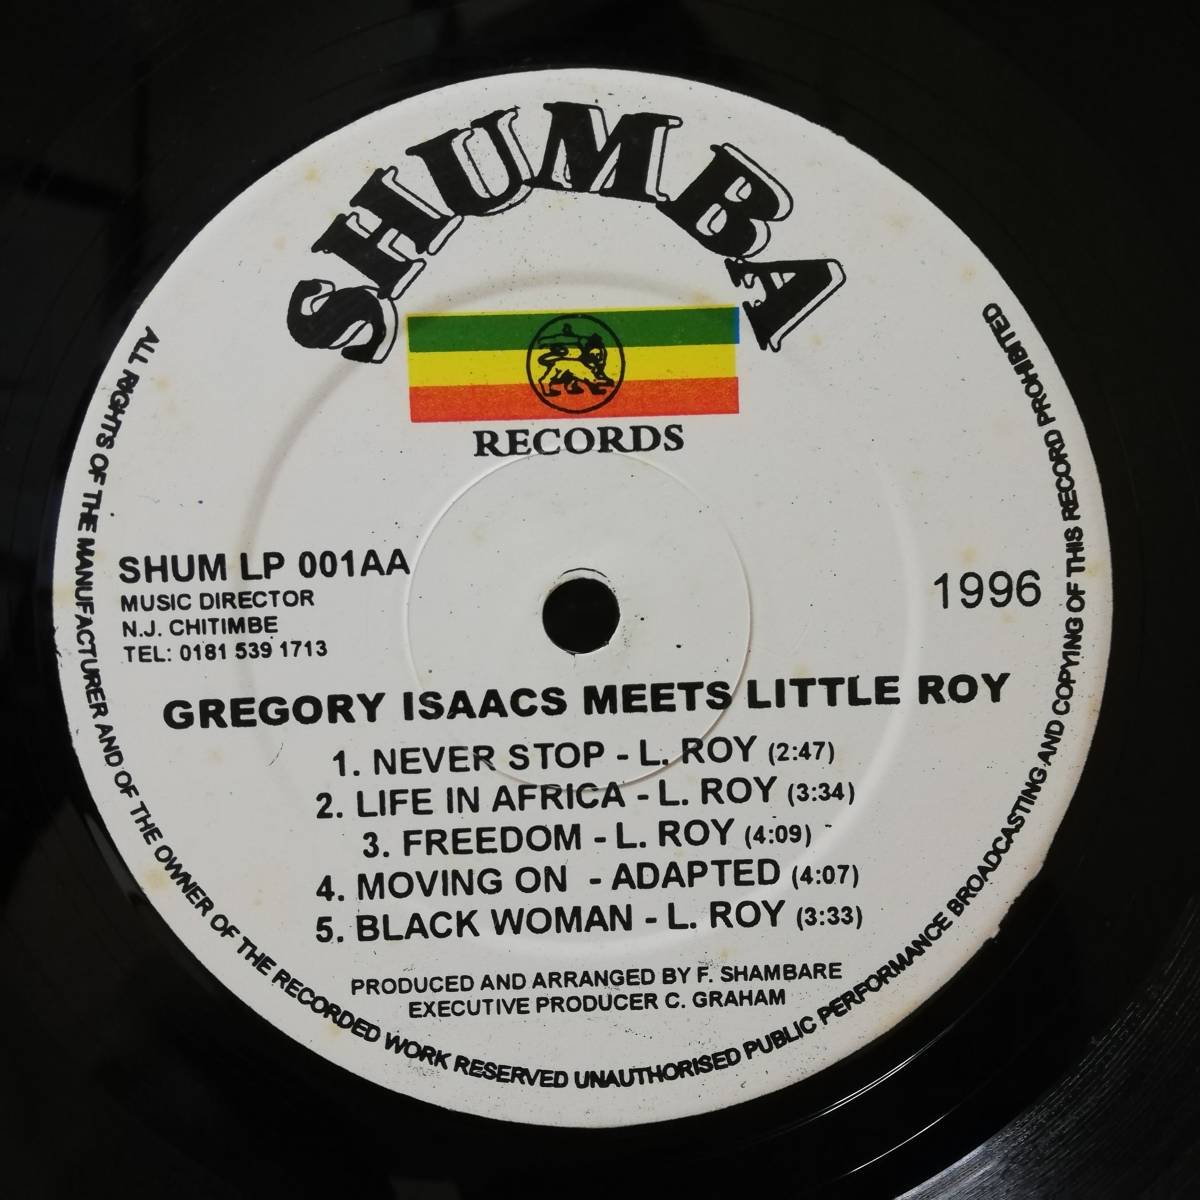 SHUMBA
RECORDS
SHUM LP 001AA
MUSIC DIRECTOR
N.J. CHITIMBE
TEL: 0181 539 1713
1996
GREGORY ISAACS MEETS LITTLE ROY
1. NEVER STOP - L. ROY (2:47)
2. LIFE IN AFRICA - L. ROY (3:34)
3. FREEDOM - L. ROY (4:09)
4. MOVING ON - ADAPTED (4:07)
5. BLACK WOMAN - L. ROY (3:33)
PRODUCED AND ARRANGED BY F. SHAMBARE
EXECUTIVE PRODUCER C. GRAHAM
ALL RIGHTS OF THE MANUFACTURER AND OF THE OWNER OF THE RECORDED WORK RESERVED UNAUTHORISED PUBLIC PERFORMANCE BROADCASTING AND COPYING OF THIS RECORD PROHIBITED